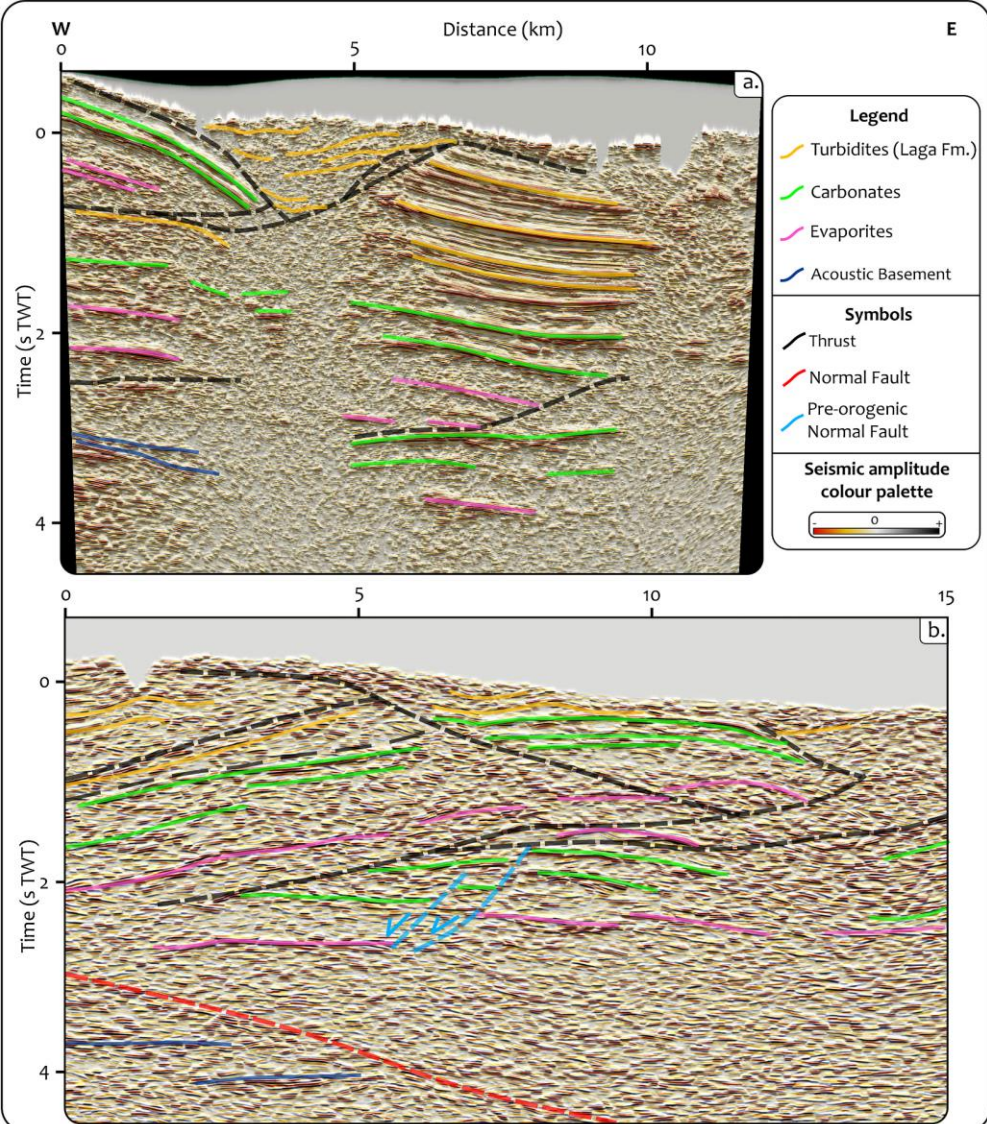 W
Distance (km)
E
0
5
10
a.
0
2
4
Time (s TWT)
Legend
Turbidites (Laga Fm.)
Carbonates
Evaporites
Acoustic Basement
Symbols
Thrust
Normal Fault
Pre-orogenic
Normal Fault
Seismic amplitude
colour palette
-
0
+
0
5
10
15
b.
0
2
4
Time (s TWT)